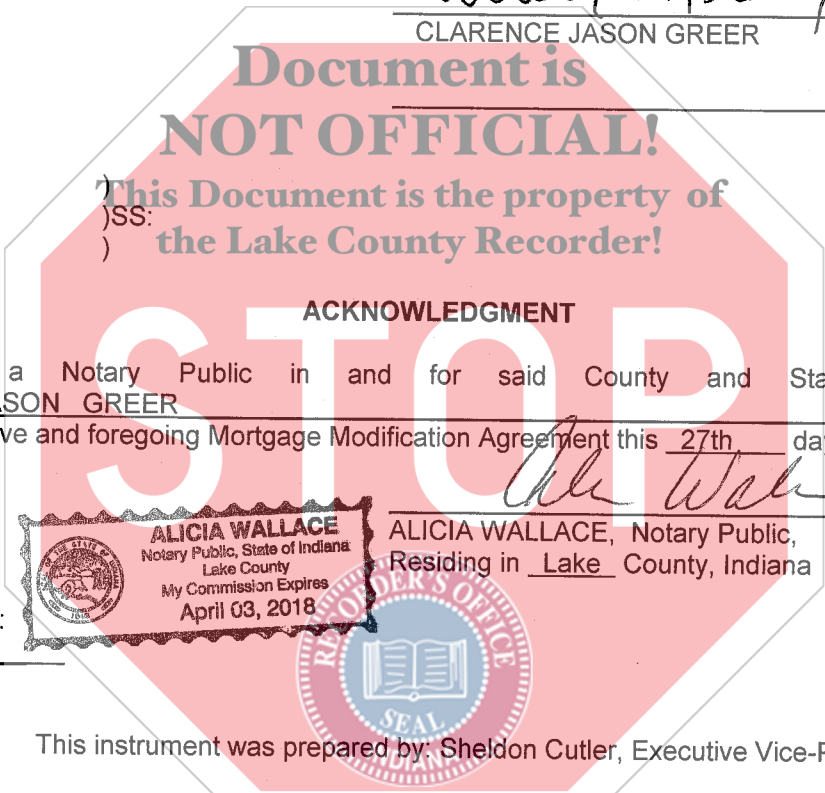 CLARENCE JASON GREER
Document is
NOT OFFICIAL!
This Document is the property of
the Lake County Recorder!
)
)SS:
)
ACKNOWLEDGMENT
STOP
a Notary Public in and for said County and Sta
ASON GREER
ve and foregoing Mortgage Modification Agreement this 27th da
ALICIA WALLACE
Notary Public, State of Indiana
Lake County
My Commission Expires
April 03, 2018
ALICIA WALLACE, Notary Public,
Residing in Lake County, Indiana
:
RECORDER'S OFFICE
SEAL
INDIANA
This instrument was prepared by: Sheldon Cutler, Executive Vice-P